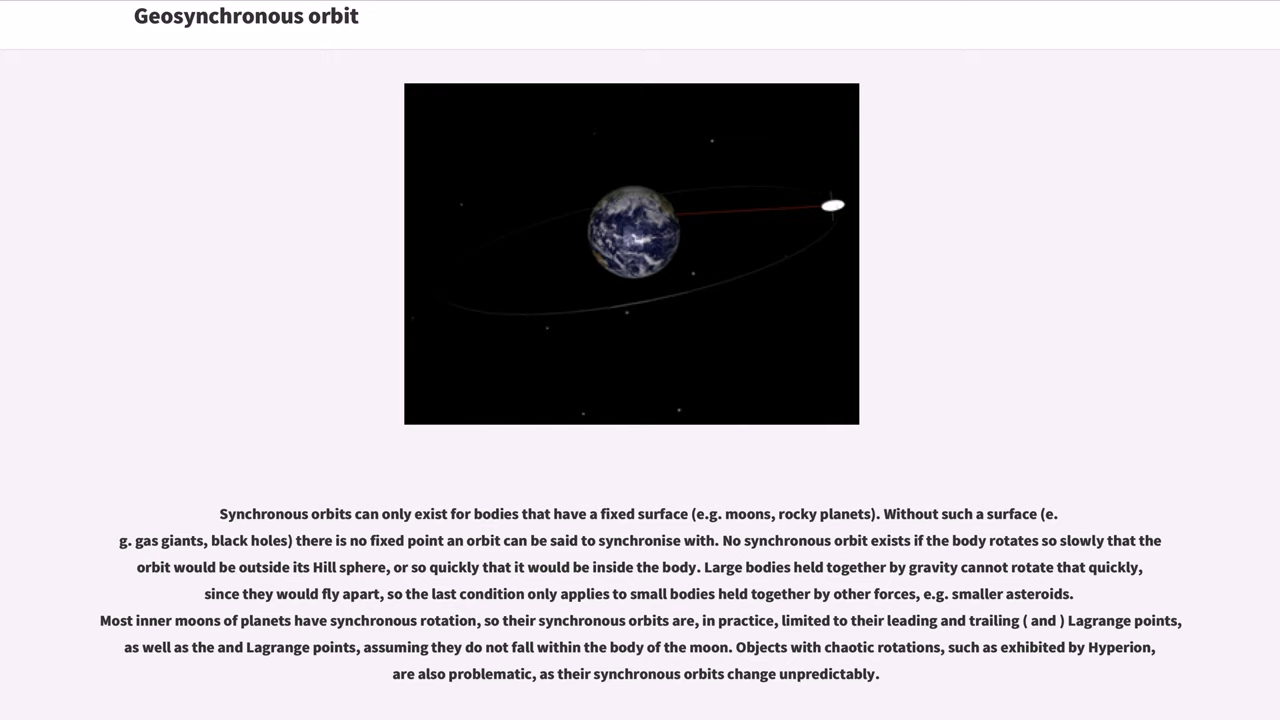 Geosynchronous orbit
Synchronous orbits can only exist for bodies that have a fixed surface (e.g. moons, rocky planets). Without such a surface (e.
g. gas giants, black holes) there is no fixed point an orbit can be said to synchronise with. No synchronous orbit exists if the body rotates so slowly that the
orbit would be outside its Hill sphere, or so quickly that it would be inside the body. Large bodies held together by gravity cannot rotate that quickly,
since they would fly apart, so the last condition only applies to small bodies held together by other forces, e.g. smaller asteroids.
Most inner moons of planets have synchronous rotation, so their synchronous orbits are, in practice, limited to their leading and trailing ( and ) Lagrange points,
as well as the and Lagrange points, assuming they do not fall within the body of the moon. Objects with chaotic rotations, such as exhibited by Hyperion,
are also problematic, as their synchronous orbits change unpredictably.